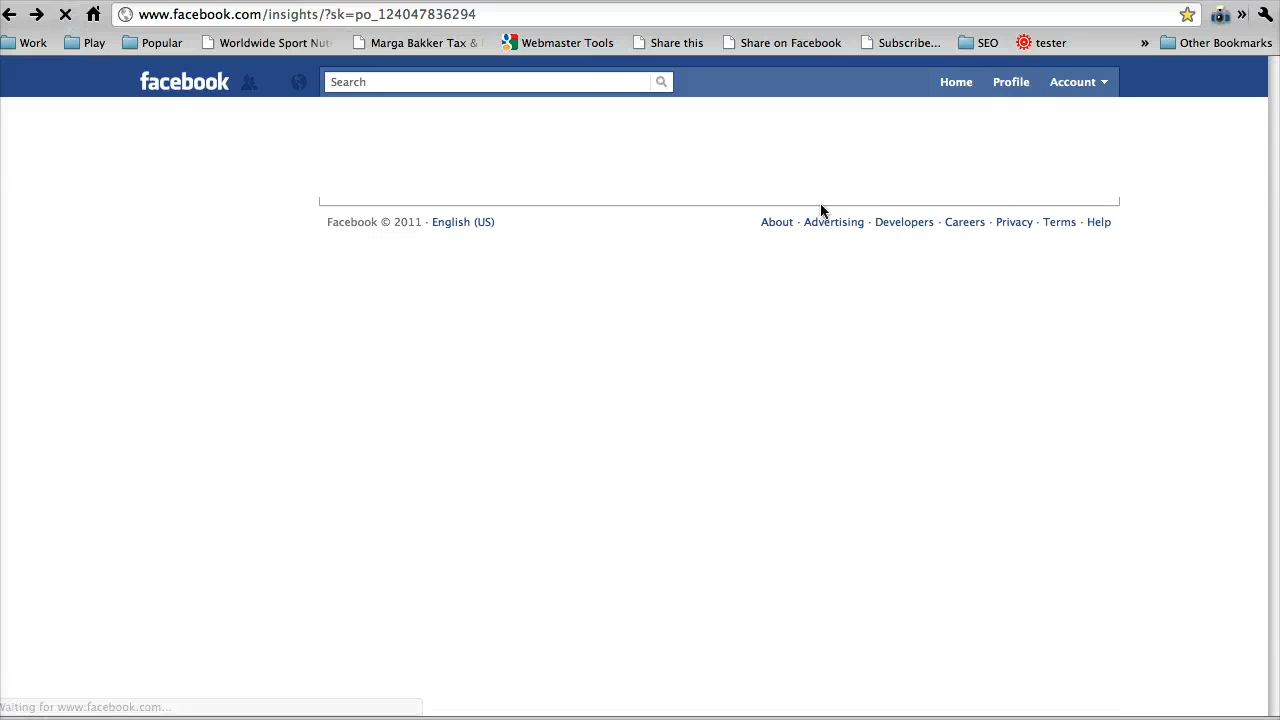 www.facebook.com/insights/?sk=po_124047836294
Work Play Popular Worldwide Sport Nut Marga Bakker Tax & Webmaster Tools Share this Share on Facebook Subscribe... SEO tester » Other Bookmarks
facebook Search Home Profile Account
Facebook © 2011 · English (US) About · Advertising · Developers · Careers · Privacy · Terms · Help
Waiting for www.facebook.com...